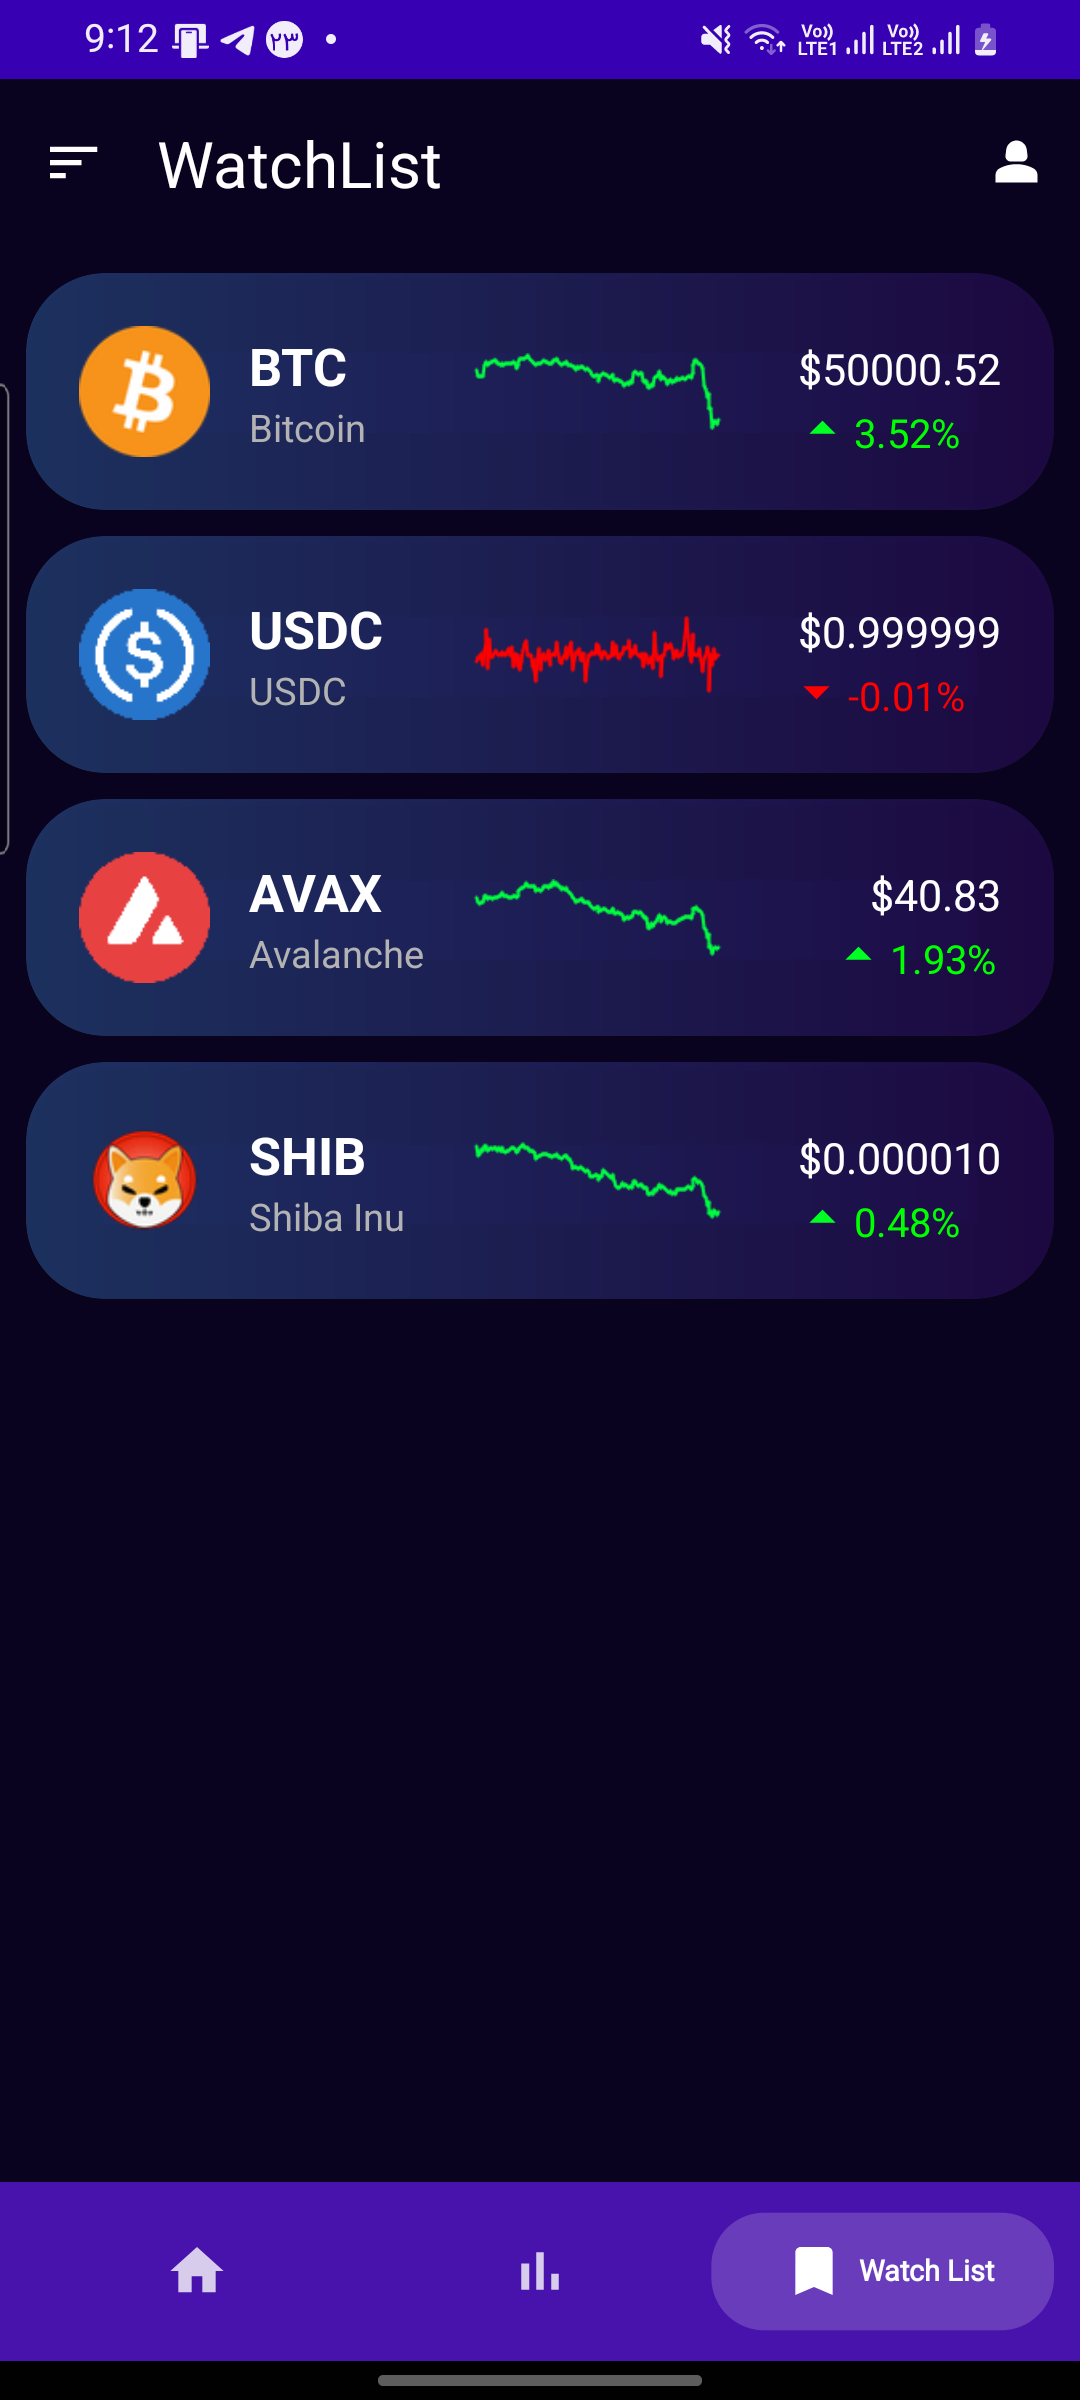 9:12 ۲۳ Vo)) LTE1 Vo)) LTE2
WatchList
BTC
Bitcoin
$50000.52
3.52%
USDC
USDC
$0.999999
-0.01%
AVAX
Avalanche
$40.83
1.93%
SHIB
Shiba Inu
$0.000010
0.48%
Watch List